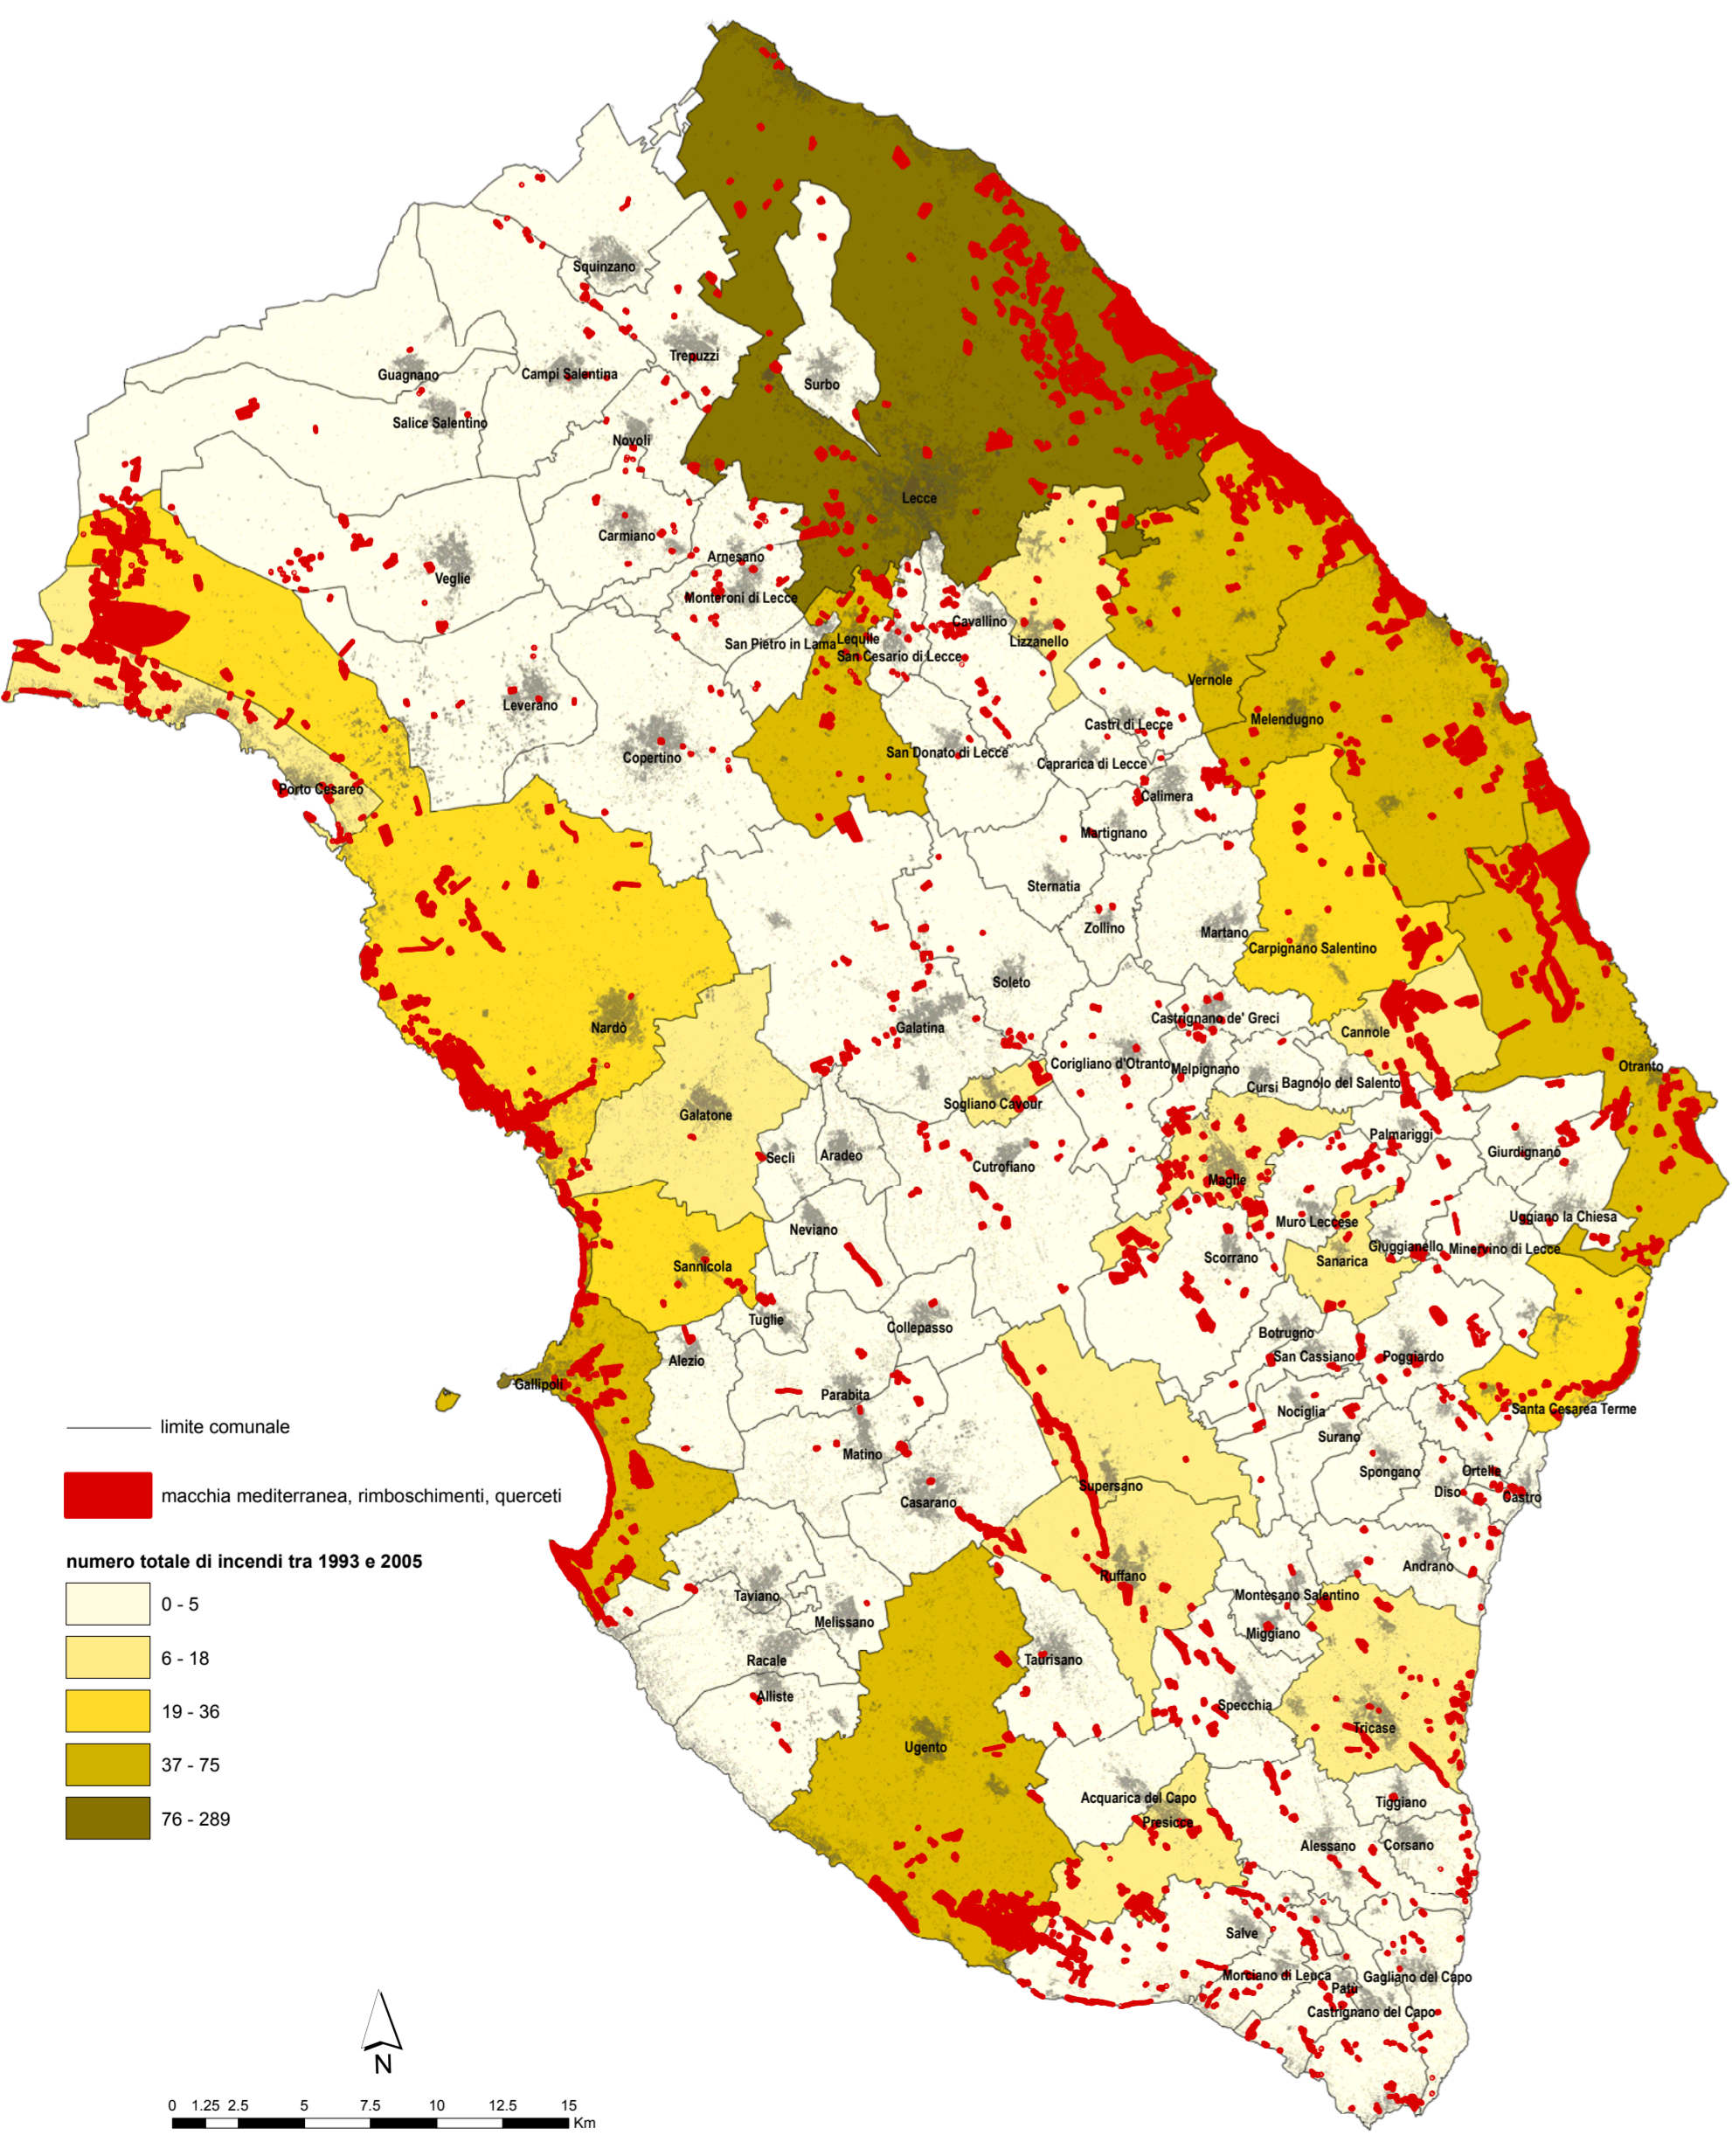 Squinzano
Trepuzzi
Guagnano
Campi Salentina
Surbo
Salice Salentino
Novoli
Lecce
Carmiano
Arnesano
Veglie
Monteroni di Lecce
Cavallino
San Pietro in Lama
Lequile
Lizzanello
San Cesario di Lecce
Vernole
Leverano
Melendugno
Castri di Lecce
San Donato di Lecce
Copertino
Caprarica di Lecce
Porto Cesareo
Calimera
Martignano
Sternatia
Zollino
Martano
Carpignano Salentino
Soleto
Castrignano de' Greci
Nardò
Galatina
Cannole
Corigliano d'Otranto
Melpignano
Otranto
Cursi
Bagnolo del Salento
Sogliano Cavour
Galatone
Palmariggi
Seclì
Aradeo
Giurdignano
Cutrofiano
Maglie
Uggiano la Chiesa
Muro Leccese
Neviano
Giuggianello
Minervino di Lecce
Scorrano
Sanarica
Sannicola
Tuglie
Collepasso
Botrugno
San Cassiano
Poggiardo
Alezio
Gallipoli
Parabita
Santa Cesarea Terme
Nociglia
Surano
Matino
Spongano
Ortelle
Supersano
Diso
Castro
Casarano
Andrano
Ruffano
Taviano
Montesano Salentino
Melissano
Miggiano
Racale
Taurisano
Alliste
Specchia
Tricase
Ugento
Acquarica del Capo
Tiggiano
Presicce
Alessano
Corsano
Salve
Morciano di Leuca
Gagliano del Capo
Patù
Castrignano del Capo
limite comunale
macchia mediterranea, rimboschimenti, querceti
numero totale di incendi tra 1993 e 2005
0 - 5
6 - 18
19 - 36
37 - 75
76 - 289
N
0 1.25 2.5 5 7.5 10 12.5 15
Km